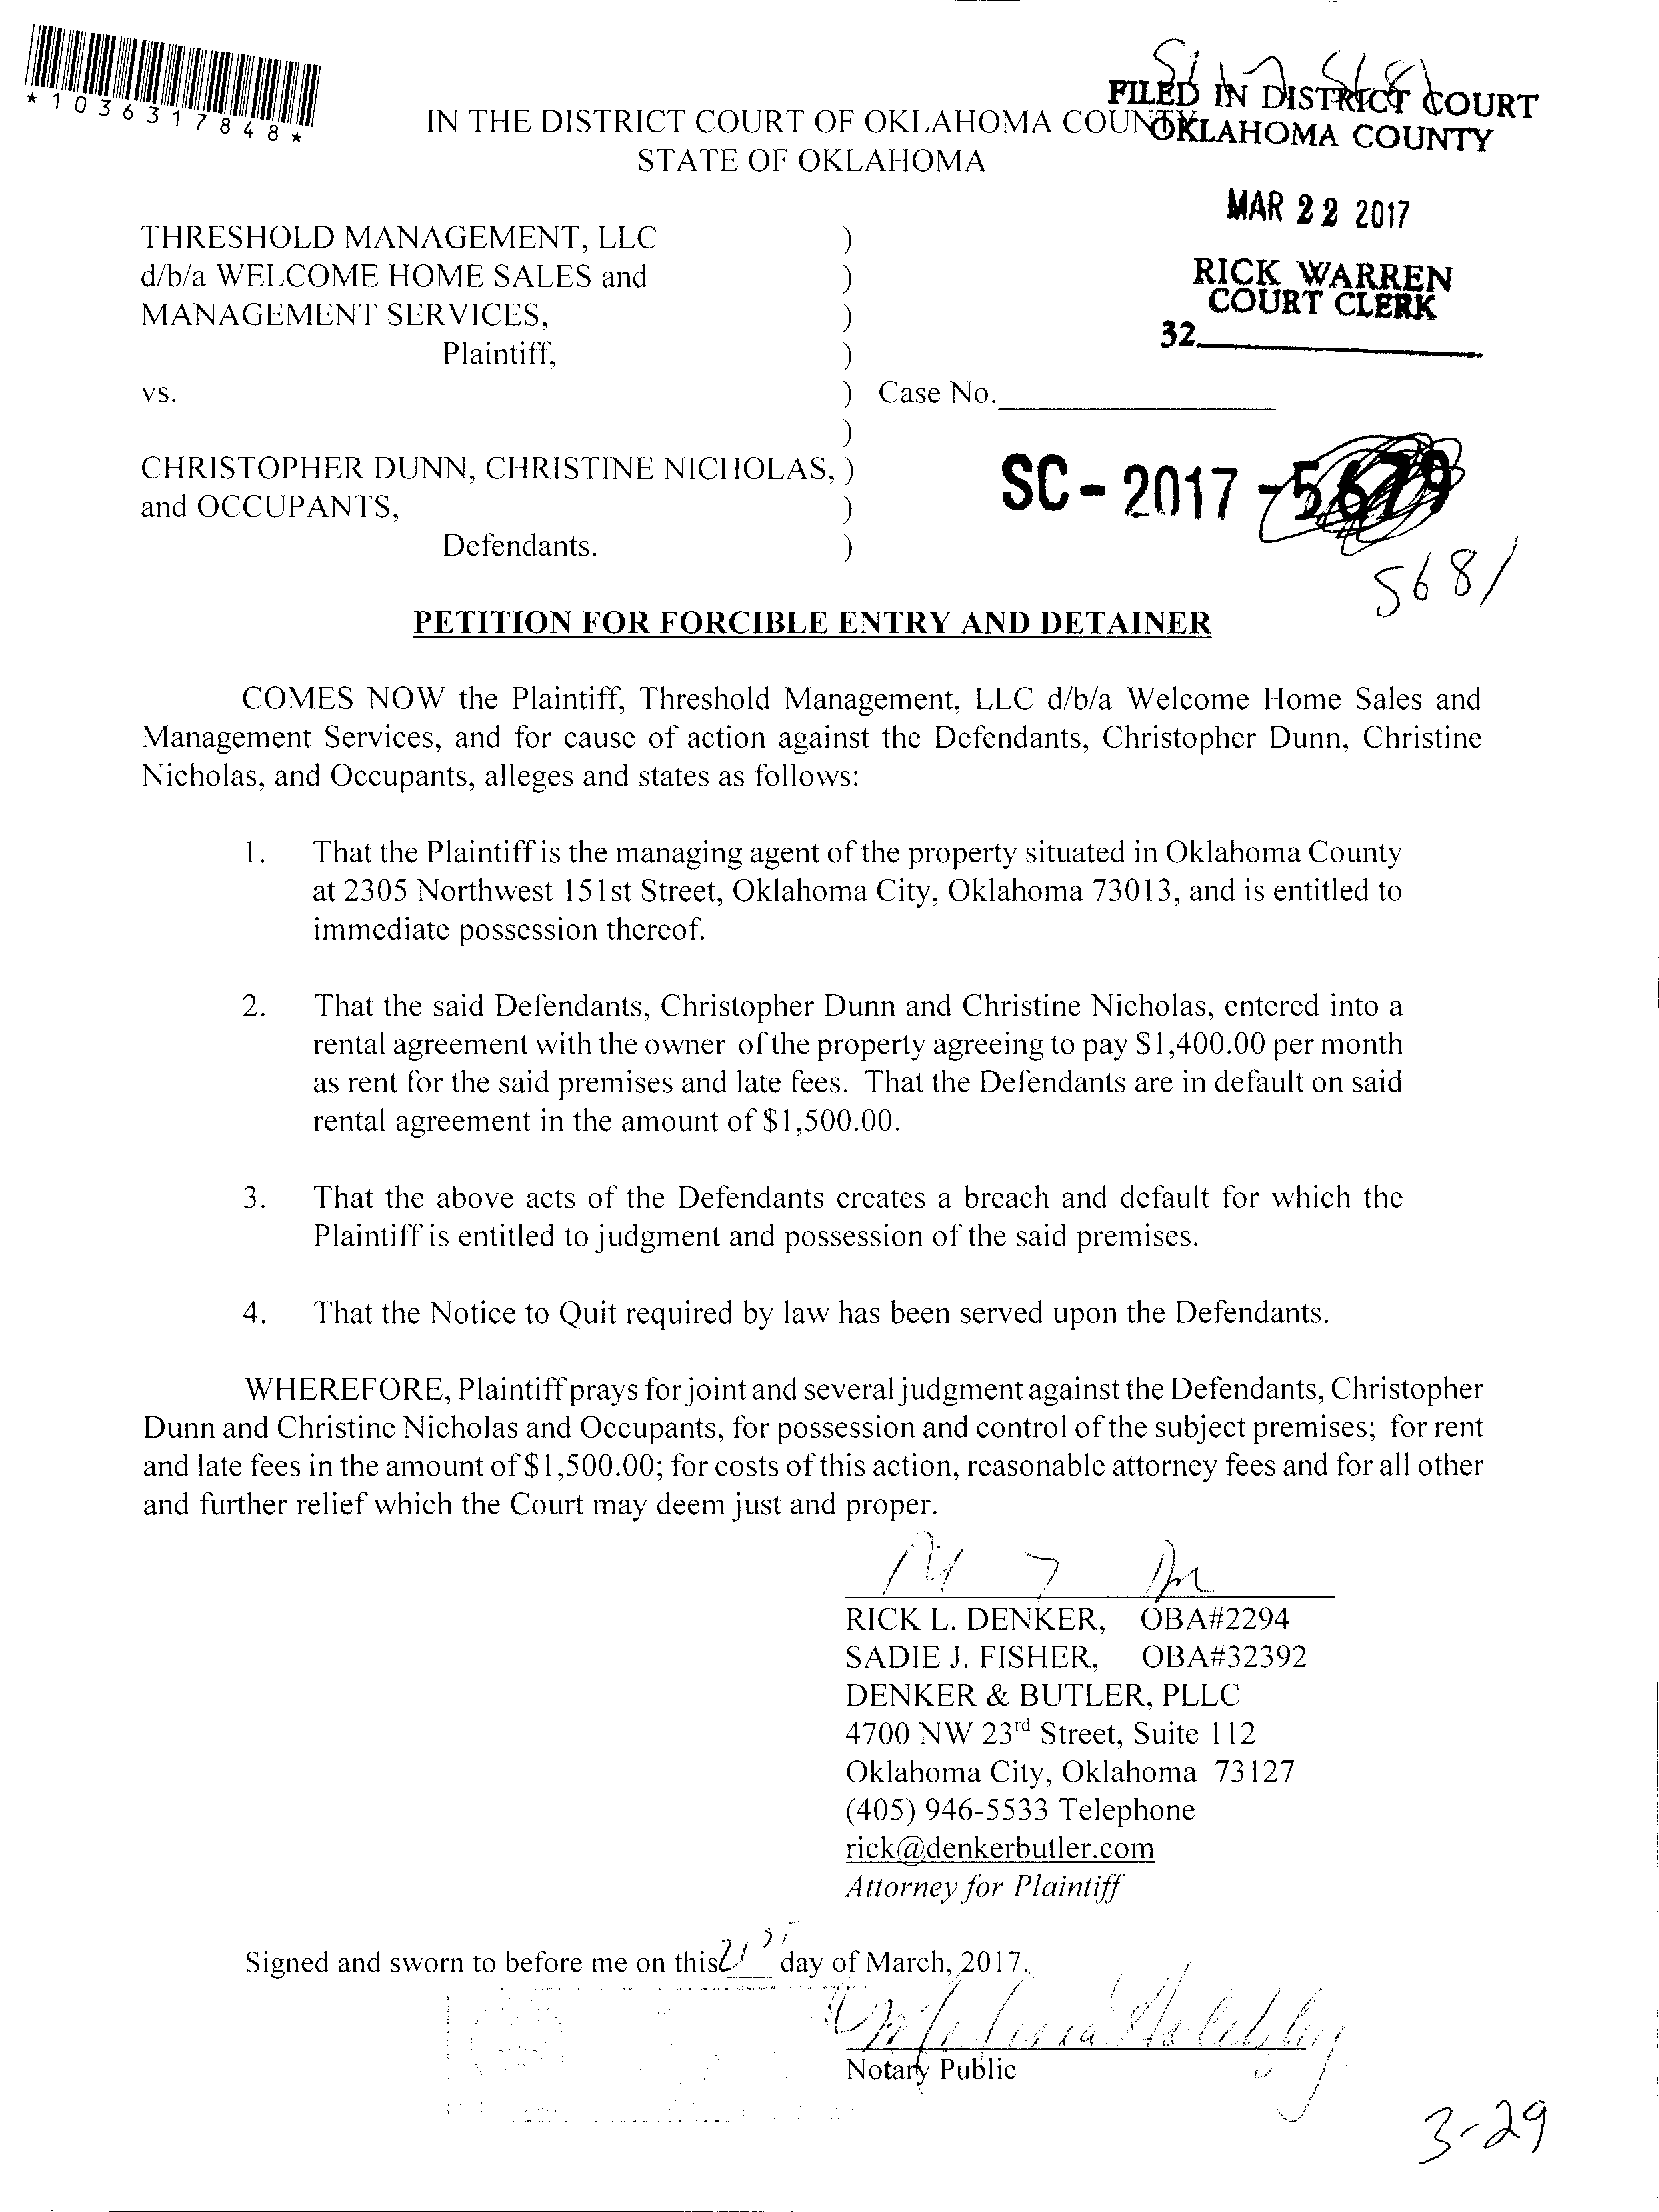 *1036317848*
FILED IN DISTRICT COURT
OKLAHOMA COUNTY
IN THE DISTRICT COURT OF OKLAHOMA COUNTY
STATE OF OKLAHOMA
MAR 22 2017
RICK WARREN
COURT CLERK
32
THRESHOLD MANAGEMENT, LLC )
d/b/a WELCOME HOME SALES and )
MANAGEMENT SERVICES, )
Plaintiff, )
vs. ) Case No.
)
CHRISTOPHER DUNN, CHRISTINE NICHOLAS, )
and OCCUPANTS, )
Defendants. )
SC - 2017 - 5679
5681
PETITION FOR FORCIBLE ENTRY AND DETAINER
COMES NOW the Plaintiff, Threshold Management, LLC d/b/a Welcome Home Sales and
Management Services, and for cause of action against the Defendants, Christopher Dunn, Christine
Nicholas, and Occupants, alleges and states as follows:
1. That the Plaintiff is the managing agent of the property situated in Oklahoma County
at 2305 Northwest 151st Street, Oklahoma City, Oklahoma 73013, and is entitled to
immediate possession thereof.
2. That the said Defendants, Christopher Dunn and Christine Nicholas, entered into a
rental agreement with the owner of the property agreeing to pay $1,400.00 per month
as rent for the said premises and late fees. That the Defendants are in default on said
rental agreement in the amount of $1,500.00.
3. That the above acts of the Defendants creates a breach and default for which the
Plaintiff is entitled to judgment and possession of the said premises.
4. That the Notice to Quit required by law has been served upon the Defendants.
WHEREFORE, Plaintiff prays for joint and several judgment against the Defendants, Christopher
Dunn and Christine Nicholas and Occupants, for possession and control of the subject premises; for rent
and late fees in the amount of $1,500.00; for costs of this action, reasonable attorney fees and for all other
and further relief which the Court may deem just and proper.
RICK L. DENKER, OBA#2294
SADIE J. FISHER, OBA#32392
DENKER & BUTLER, PLLC
4700 NW 23rd Street, Suite 112
Oklahoma City, Oklahoma 73127
(405) 946-5533 Telephone
rick@denkerbutler.com
Attorney for Plaintiff
Signed and sworn to before me on this 21st day of March, 2017.
Notary Public
3-29